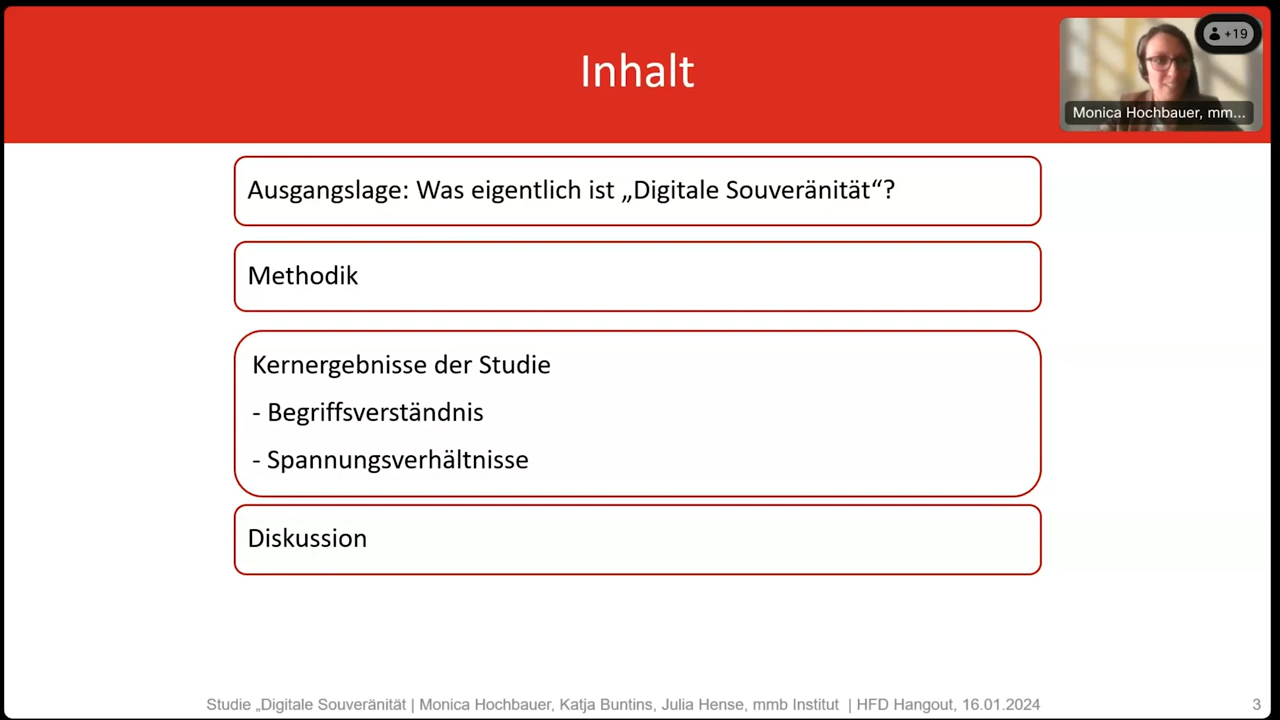 Inhalt
+19
Monica Hochbauer, mm...
Ausgangslage: Was eigentlich ist „Digitale Souveränität“?
Methodik
Kernergebnisse der Studie
- Begriffsverständnis
- Spannungsverhältnisse
Diskussion
Studie „Digitale Souveränität | Monica Hochbauer, Katja Buntins, Julia Hense, mmb Institut | HFD Hangout, 16.01.2024
3